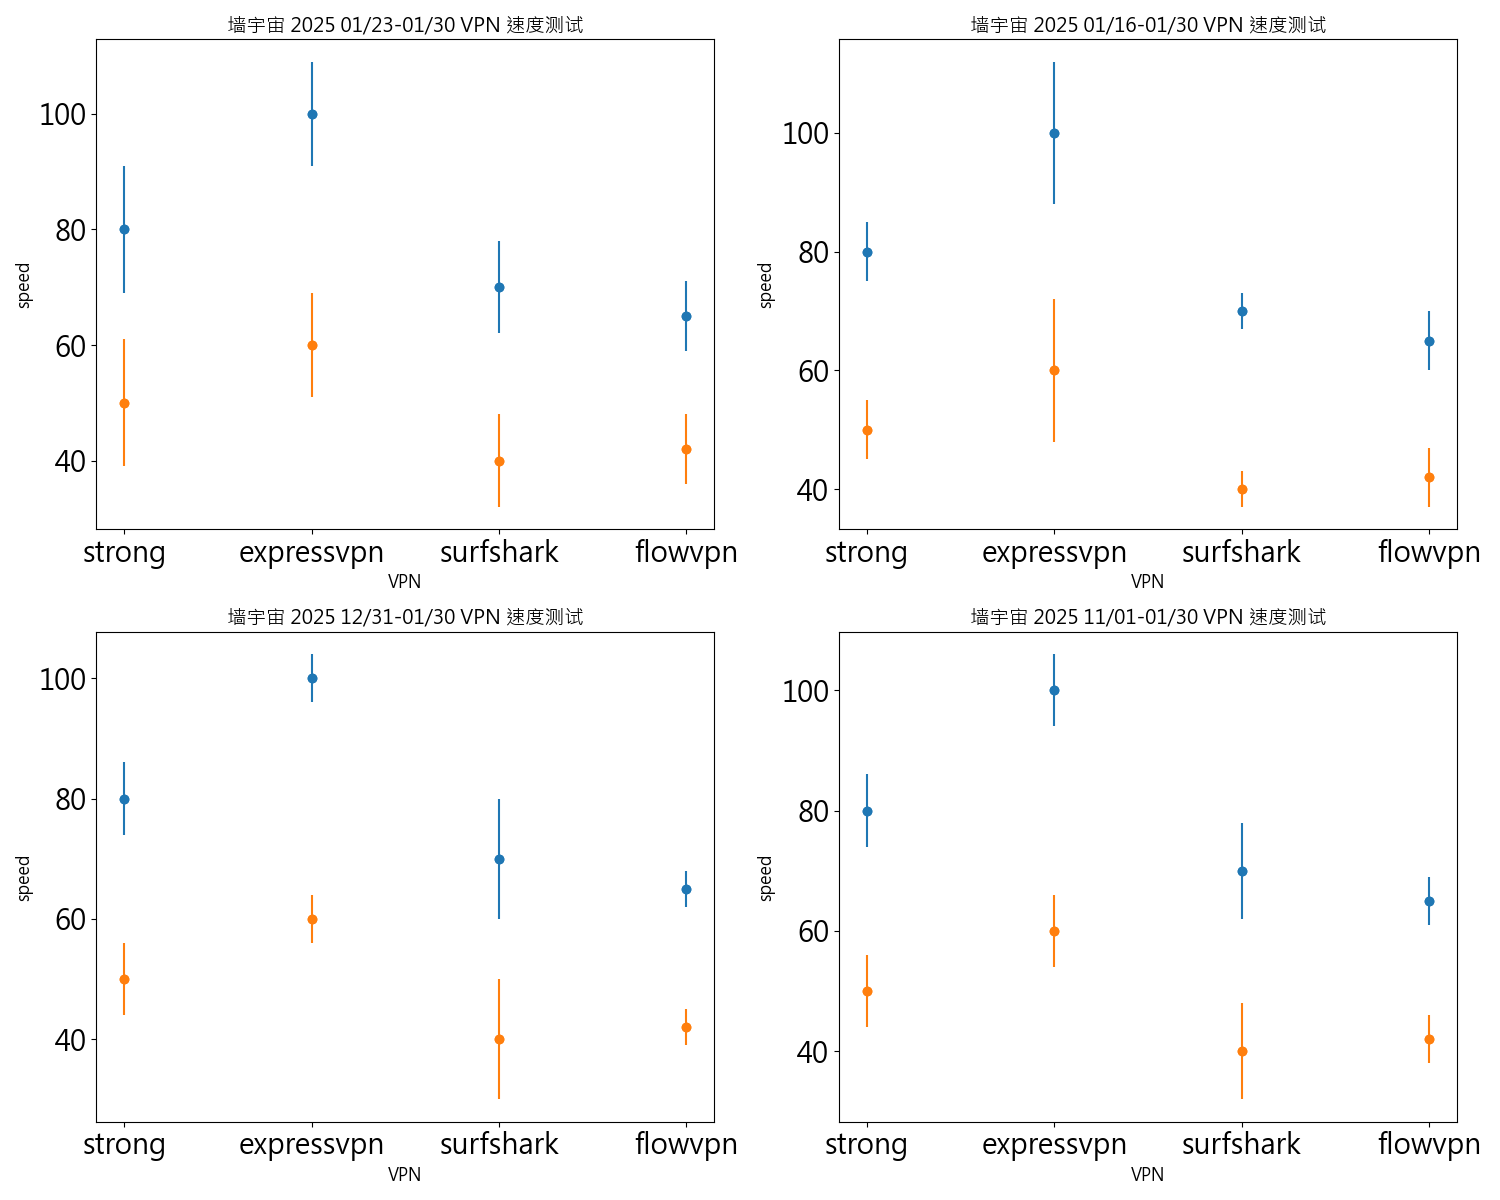 墙宇宙 2025 01/23-01/30 VPN 速度测试
100
80
60
40
speed
strong expressvpn surfshark flowvpn
VPN
墙宇宙 2025 01/16-01/30 VPN 速度测试
100
80
60
40
speed
strong expressvpn surfshark flowvpn
VPN
墙宇宙 2025 12/31-01/30 VPN 速度测试
100
80
60
40
speed
strong expressvpn surfshark flowvpn
VPN
墙宇宙 2025 11/01-01/30 VPN 速度测试
100
80
60
40
speed
strong expressvpn surfshark flowvpn
VPN